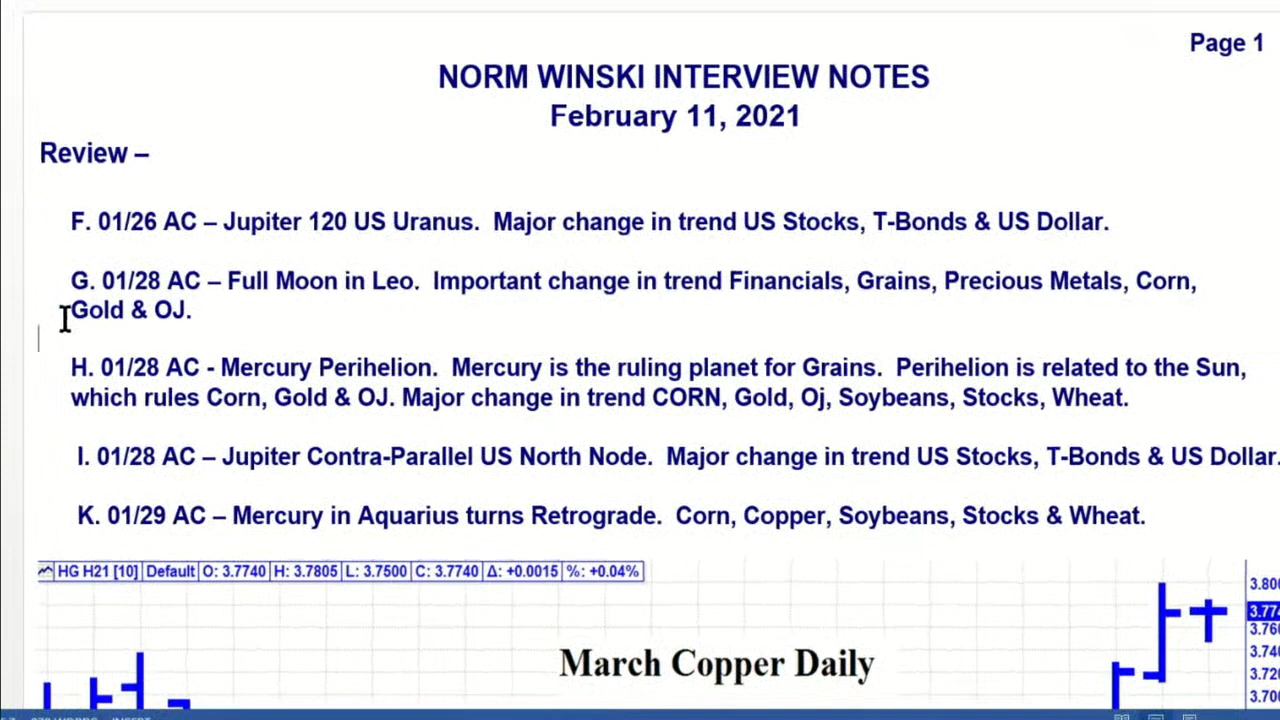 Page 1
NORM WINSKI INTERVIEW NOTES
February 11, 2021
Review –
F. 01/26 AC – Jupiter 120 US Uranus. Major change in trend US Stocks, T-Bonds & US Dollar.
G. 01/28 AC – Full Moon in Leo. Important change in trend Financials, Grains, Precious Metals, Corn,
Gold & OJ.
H. 01/28 AC - Mercury Perihelion. Mercury is the ruling planet for Grains. Perihelion is related to the Sun,
which rules Corn, Gold & OJ. Major change in trend CORN, Gold, Oj, Soybeans, Stocks, Wheat.
I. 01/28 AC – Jupiter Contra-Parallel US North Node. Major change in trend US Stocks, T-Bonds & US Dollar.
K. 01/29 AC – Mercury in Aquarius turns Retrograde. Corn, Copper, Soybeans, Stocks & Wheat.
HG H21 [10] Default O: 3.7740 H: 3.7805 L: 3.7500 C: 3.7740 Δ: +0.0015 %: +0.04%
March Copper Daily
3.800
3.774
3.760
3.740
3.720
3.700